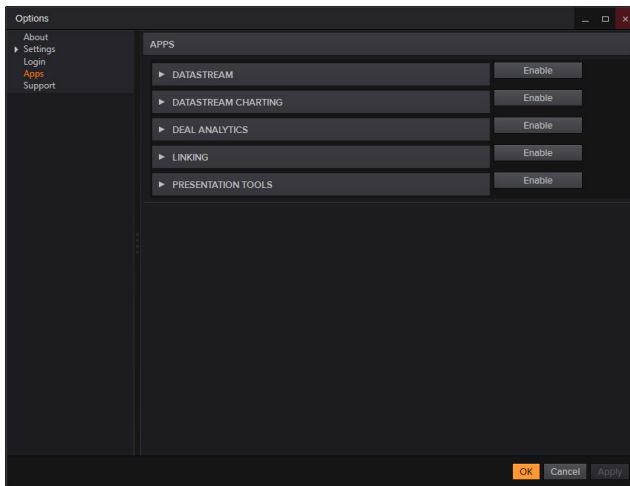 Options
About
Settings
Login
Apps
Support
APPS
DATASTREAM Enable
DATASTREAM CHARTING Enable
DEAL ANALYTICS Enable
LINKING Enable
PRESENTATION TOOLS Enable
OK Cancel Apply